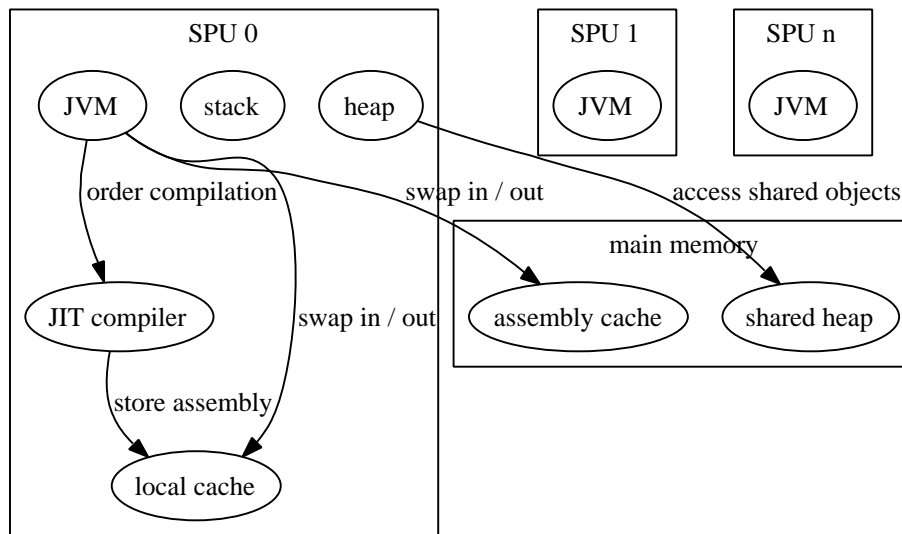 SPU 0
SPU 1
SPU n
JVM
stack
heap
JVM
JVM
order compilation
swap in / out
access shared objects
main memory
JIT compiler
swap in / out
assembly cache
shared heap
store assembly
local cache